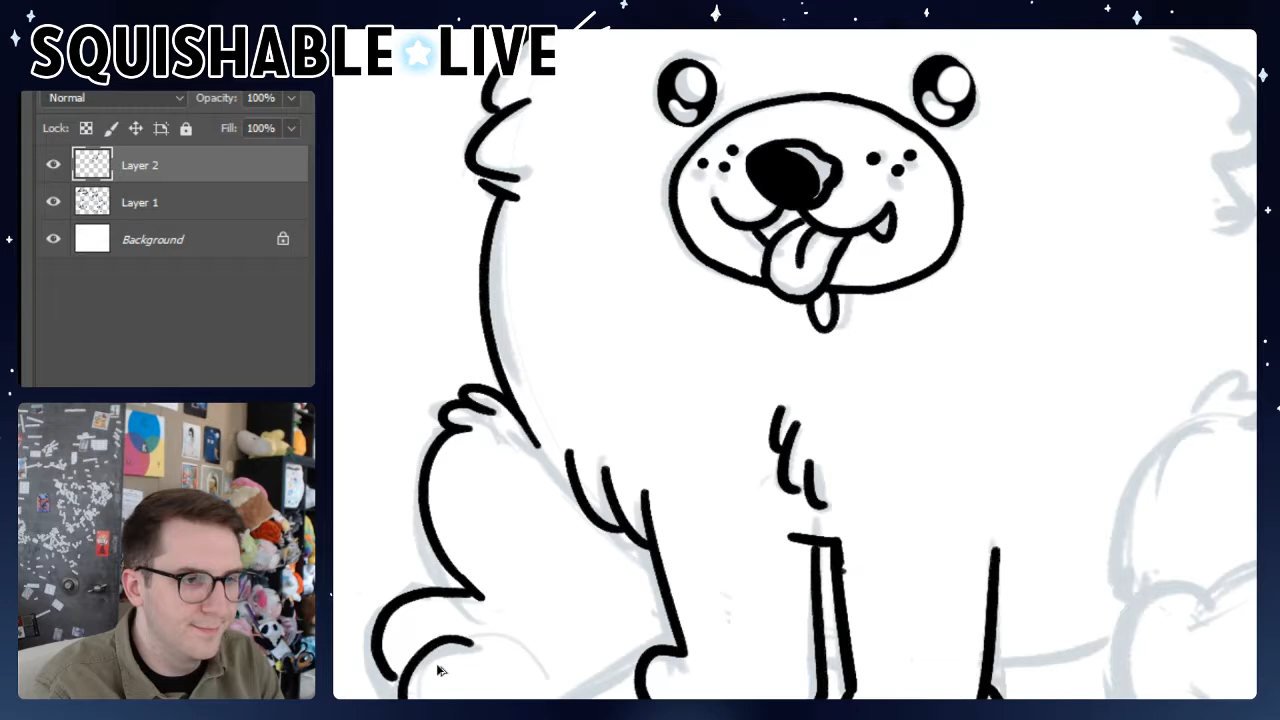 SQUISHABLE LIVE
Normal Opacity: 100%
Lock: Fill: 100%
Layer 2
Layer 1
Background